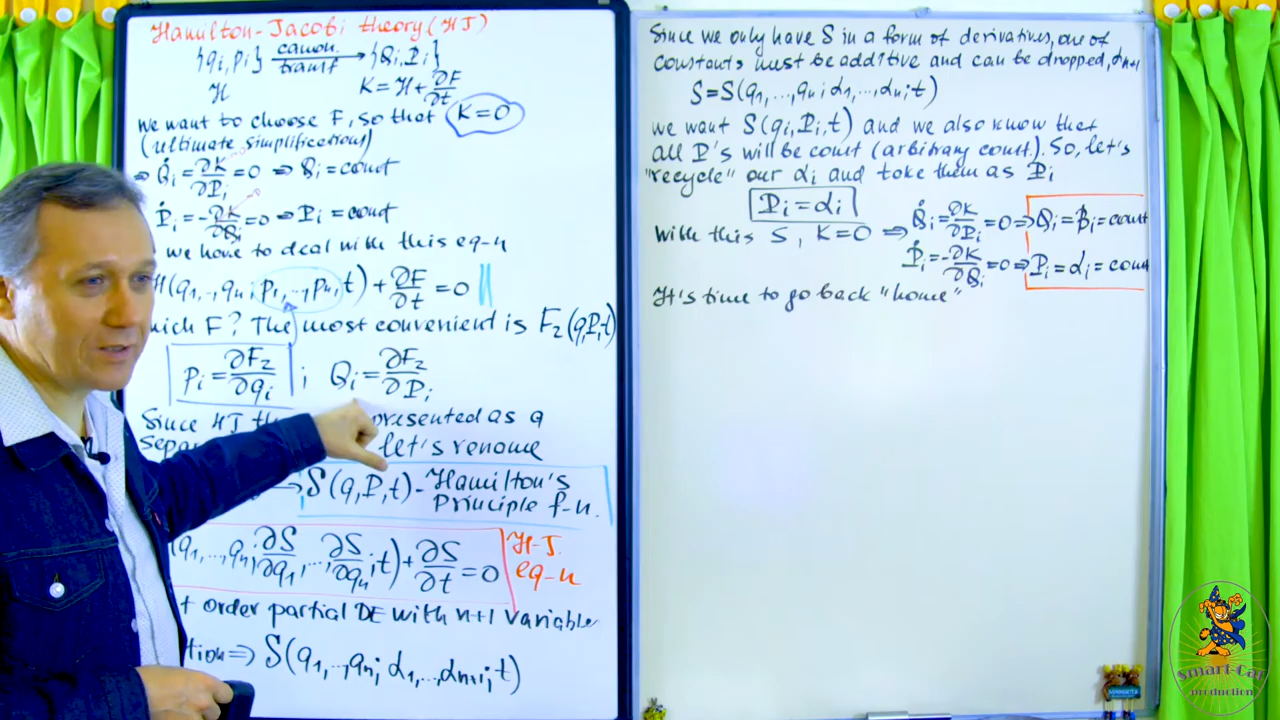 Hamilton-Jacobi theory (HJ)
{qi, pi} canon. transf → {Qi, Pi}
H K = H + ∂F/∂t
we want to choose F, so that K=0
(ultimate simplification)
⇒ Q̇i = ∂K/∂Pi = 0 ⇒ Qi = const
Ṗi = -∂K/∂Qi = 0 ⇒ Pi = const
we have to deal with this eq-n
H(q1, .., qn; p1, ..., pn, t) + ∂F/∂t = 0
which F? The most convenient is F2(q,P,t)
pi = ∂F2/∂qi ; Qi = ∂F2/∂Pi
Since HJ presented as a
let's rename
→ S(q,P,t) - Hamilton's
Principle f-n.
(q1, .., qn; ∂S/∂q1, ... ∂S/∂qn; t) + ∂S/∂t = 0 H-J.
eq-n
order partial DE with n+1 variable
⇒ S(q1, .., qn; α1, .., αn+1; t)
Since we only have S in a form of derivatives, one of
constants must be additive and can be dropped, αn+1
S = S(q1, ..., qn; α1, ..., αn; t)
we want S(qi, Pi, t) and we also know that
all P's will be const (arbitrary const.). So, let's
"recycle" our αi and take them as Pi
Pi = αi
With this S, K=0 ⇒ Q̇i = ∂K/∂Pi = 0 ⇒ Qi = βi = const
Ṗi = -∂K/∂Qi = 0 ⇒ Pi = αi = const
It's time to go back "home"
Smart-Cat
production